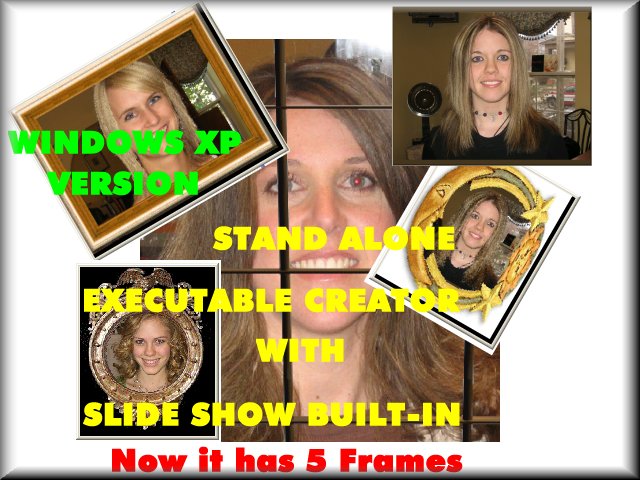 WINDOWS XP
VERSION
STAND ALONE
EXECUTABLE CREATOR
WITH
SLIDE SHOW BUILT-IN
Now it has 5 Frames